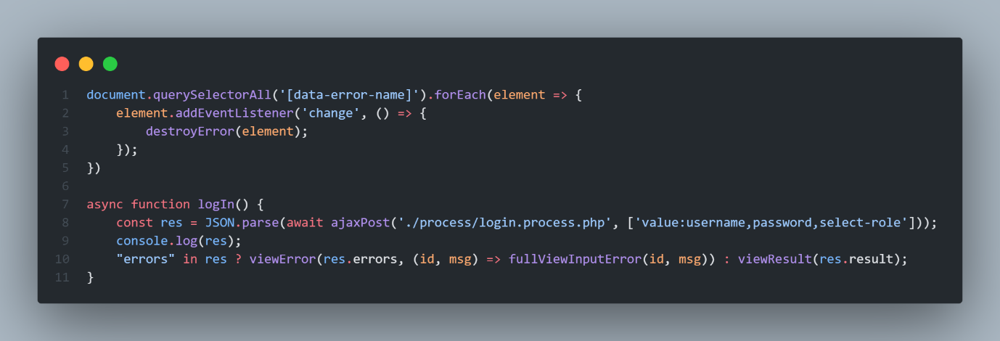 1 document.querySelectorAll('[data-error-name]').forEach(element => {
2     element.addEventListener('change', () => {
3         destroyError(element);
4     });
5 })
6
7 async function logIn() {
8     const res = JSON.parse(await ajaxPost('./process/login.process.php', ['value:username,password,select-role']));
9     console.log(res);
10     "errors" in res ? viewError(res.errors, (id, msg) => fullViewInputError(id, msg)) : viewResult(res.result);
11 }